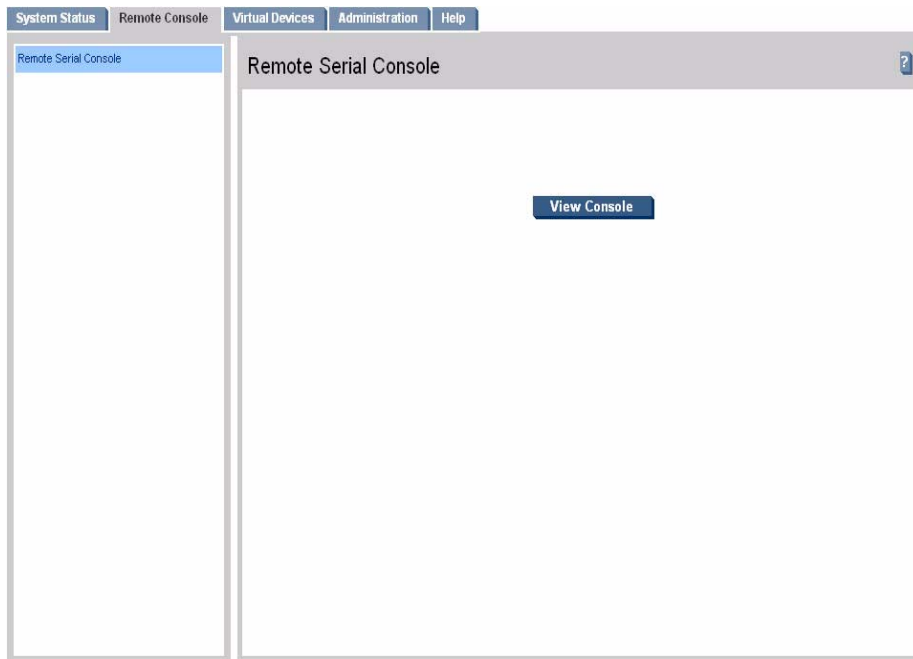 System Status Remote Console Virtual Devices Administration Help
Remote Serial Console
Remote Serial Console ?
View Console